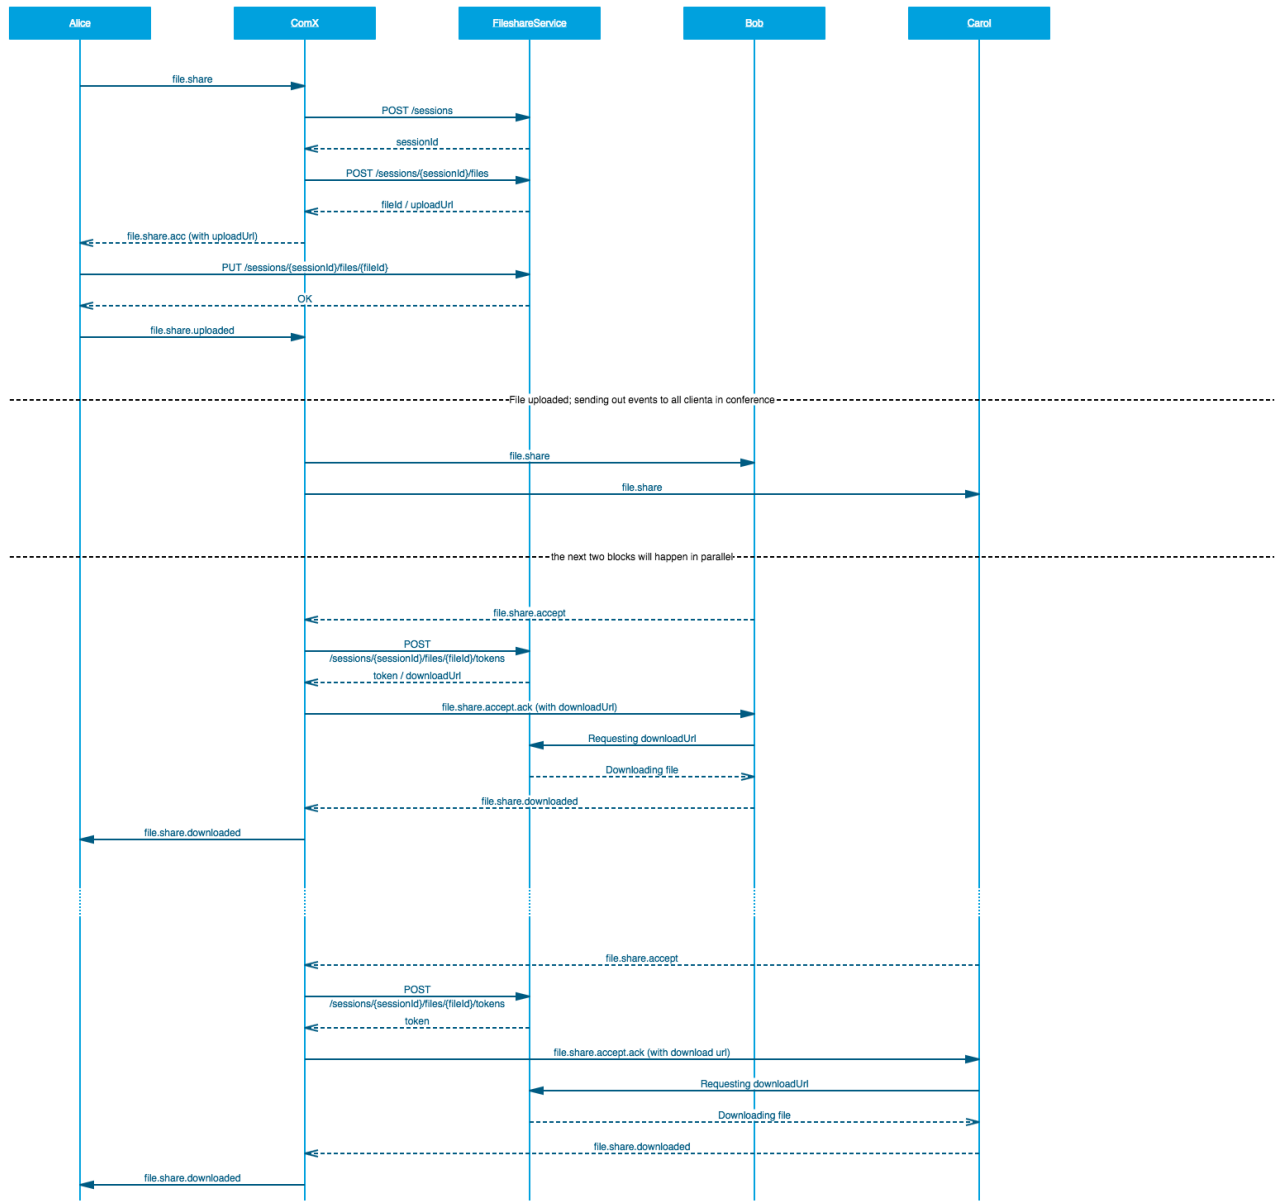 Alice
ComX
FileshareService
Bob
Carol
file.share
POST /sessions
sessionId
POST /sessions/{sessionId}/files
fileId / uploadUrl
file.share.acc (with uploadUrl)
PUT /sessions/{sessionId}/files/{fileId}
OK
file.share.uploaded
File uploaded; sending out events to all clienta in conference
file.share
file.share
the next two blocks will happen in parallel
file.share.accept
POST
/sessions/{sessionId}/files/{fileId}/tokens
token / downloadUrl
file.share.accept.ack (with downloadUrl)
Requesting downloadUrl
Downloading file
file.share.downloaded
file.share.downloaded
file.share.accept
POST
/sessions/{sessionId}/files/{fileId}/tokens
token
file.share.accept.ack (with download url)
Requesting downloadUrl
Downloading file
file.share.downloaded
file.share.downloaded